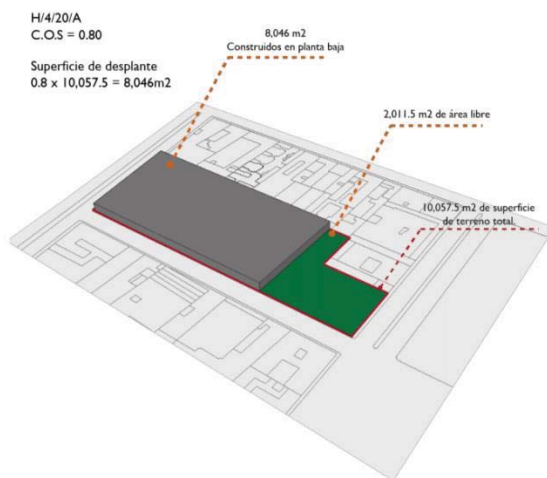 H/4/20/A
C.O.S = 0.80
Superficie de desplante
0.8 x 10,057.5 = 8,046m2
8,046 m2
Construidos en planta baja
2,011.5 m2 de área libre
10,057.5 m2 de superficie
de terreno total.